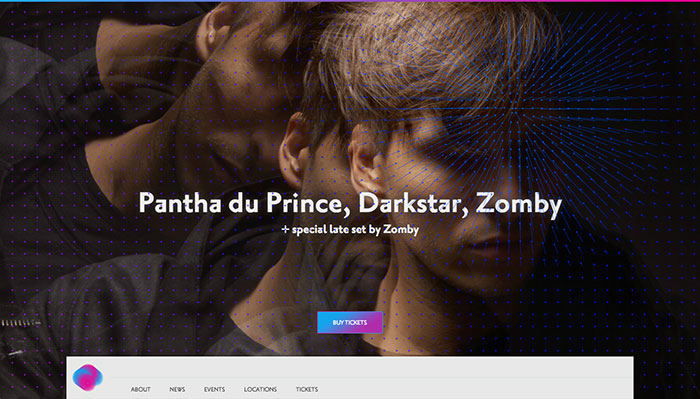 Pantha du Prince, Darkstar, Zomby
+ special late set by Zomby
BUY TICKETS
ABOUT NEWS EVENTS LOCATIONS TICKETS